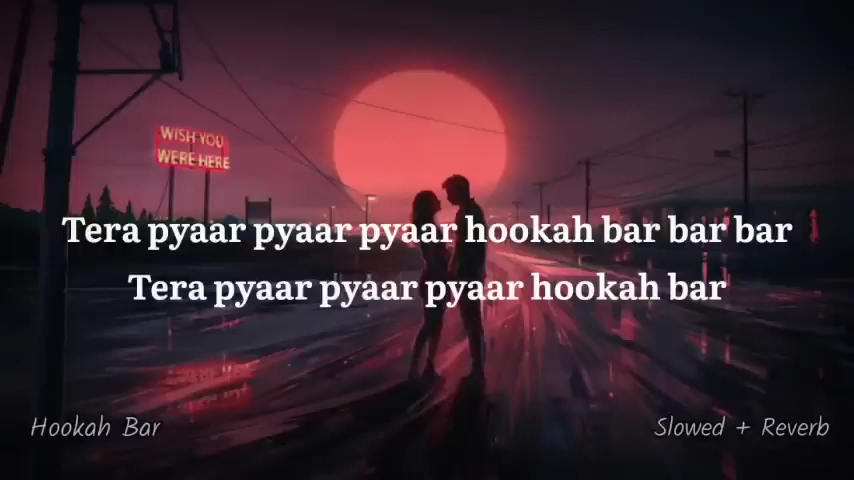 WISH YOU
WERE HERE
Tera pyaar pyaar pyaar hookah bar bar bar
Tera pyaar pyaar pyaar hookah bar
Hookah Bar
Slowed + Reverb